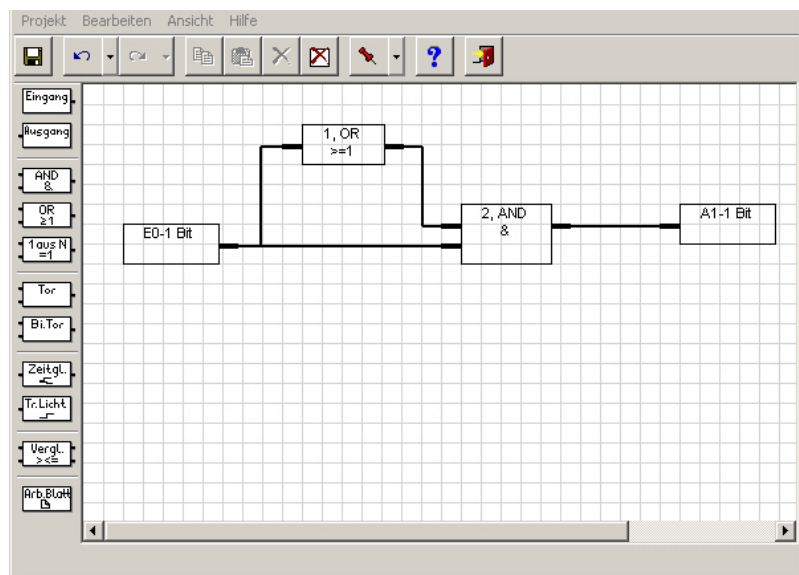 Projekt Bearbeiten Ansicht Hilfe
?
Eingang
Ausgang
AND
&
OR
≥1
1 aus N
=1
Tor
Bi.Tor
Zeitgl.
Tr.Licht
Vergl.
><=
Arb.Blatt
1, OR
>=1
E0-1 Bit
2, AND
&
A1-1 Bit